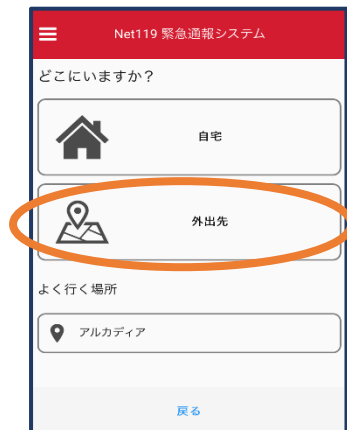 Net119 緊急通報システム
どこにいますか？
自宅
外出先
よく行く場所
アルカディア
戻る